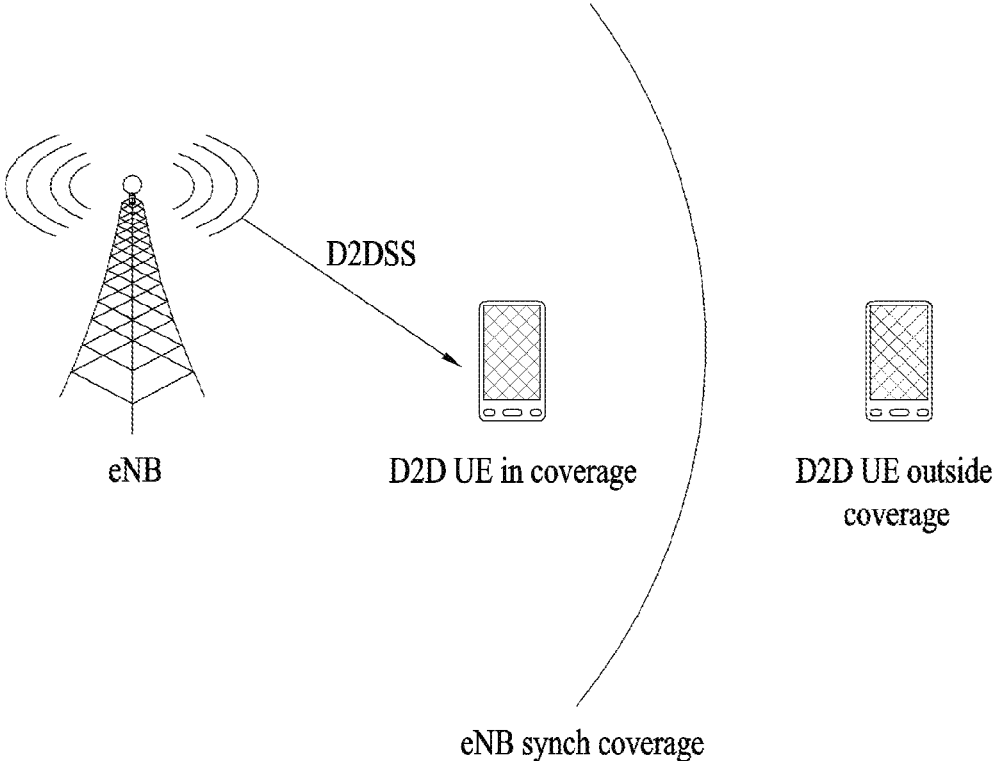 D2DSS
eNB
D2D UE in coverage
D2D UE outside
coverage
eNB synch coverage